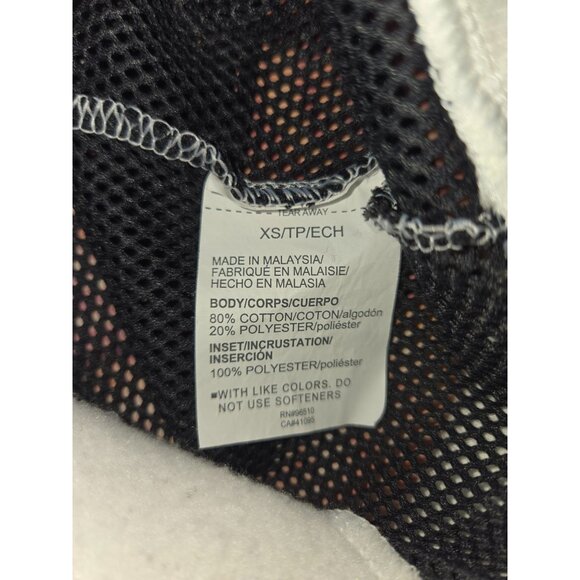 TEAR AWAY
XS/TP/ECH
MADE IN MALAYSIA/
FABRIQUÉ EN MALAISIE/
HECHO EN MALASIA
BODY/CORPS/CUERPO
80% COTTON/COTON/algodón
20% POLYESTER/poliéster
INSET/INCRUSTATION/
INSERCIÓN
100% POLYESTER/poliéster
■WITH LIKE COLORS. DO
NOT USE SOFTENERS
RN#96510
CA#41095